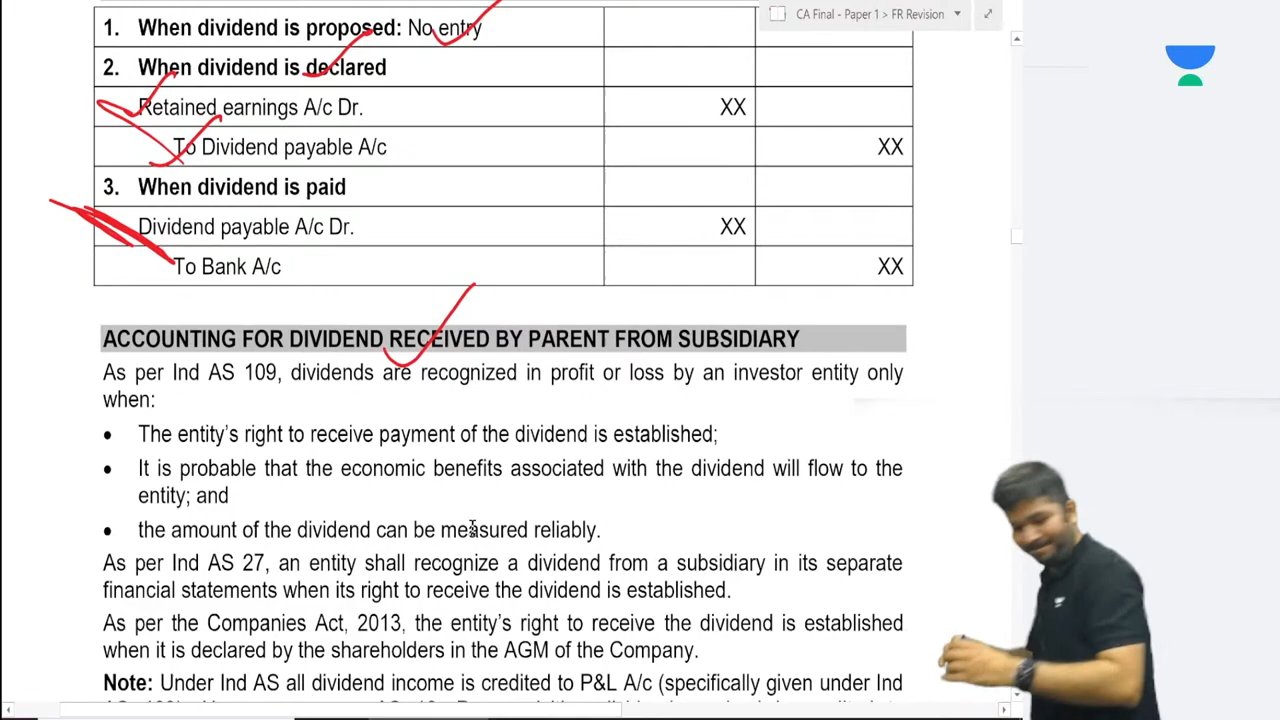 CA Final - Paper 1 > FR Revision
1. When dividend is proposed: No entry
2. When dividend is declared
Retained earnings A/c Dr. XX
To Dividend payable A/c XX
3. When dividend is paid
Dividend payable A/c Dr. XX
To Bank A/c XX
ACCOUNTING FOR DIVIDEND RECEIVED BY PARENT FROM SUBSIDIARY
As per Ind AS 109, dividends are recognized in profit or loss by an investor entity only
when:
• The entity's right to receive payment of the dividend is established;
• It is probable that the economic benefits associated with the dividend will flow to the
entity; and
• the amount of the dividend can be measured reliably.
As per Ind AS 27, an entity shall recognize a dividend from a subsidiary in its separate
financial statements when its right to receive the dividend is established.
As per the Companies Act, 2013, the entity's right to receive the dividend is established
when it is declared by the shareholders in the AGM of the Company.
Note: Under Ind AS all dividend income is credited to P&L A/c (specifically given under Ind